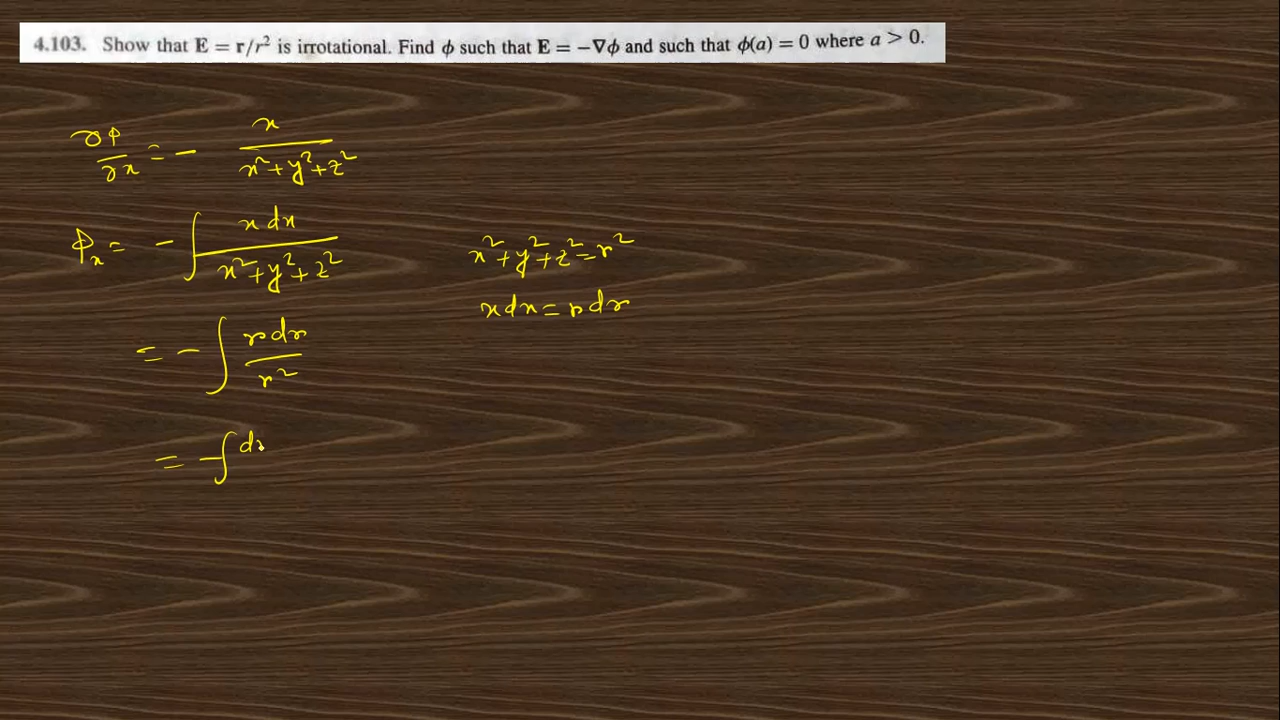 4.103. Show that E = r/r² is irrotational. Find ϕ such that E = −∇ϕ and such that ϕ(a) = 0 where a > 0.
∂φ/∂x = − x/(x²+y²+z²)
φₓ = −∫ x dx/(x²+y²+z²)
x²+y²+z²=r²
x dx = r dr
= −∫ r dr/r²
= −∫ d